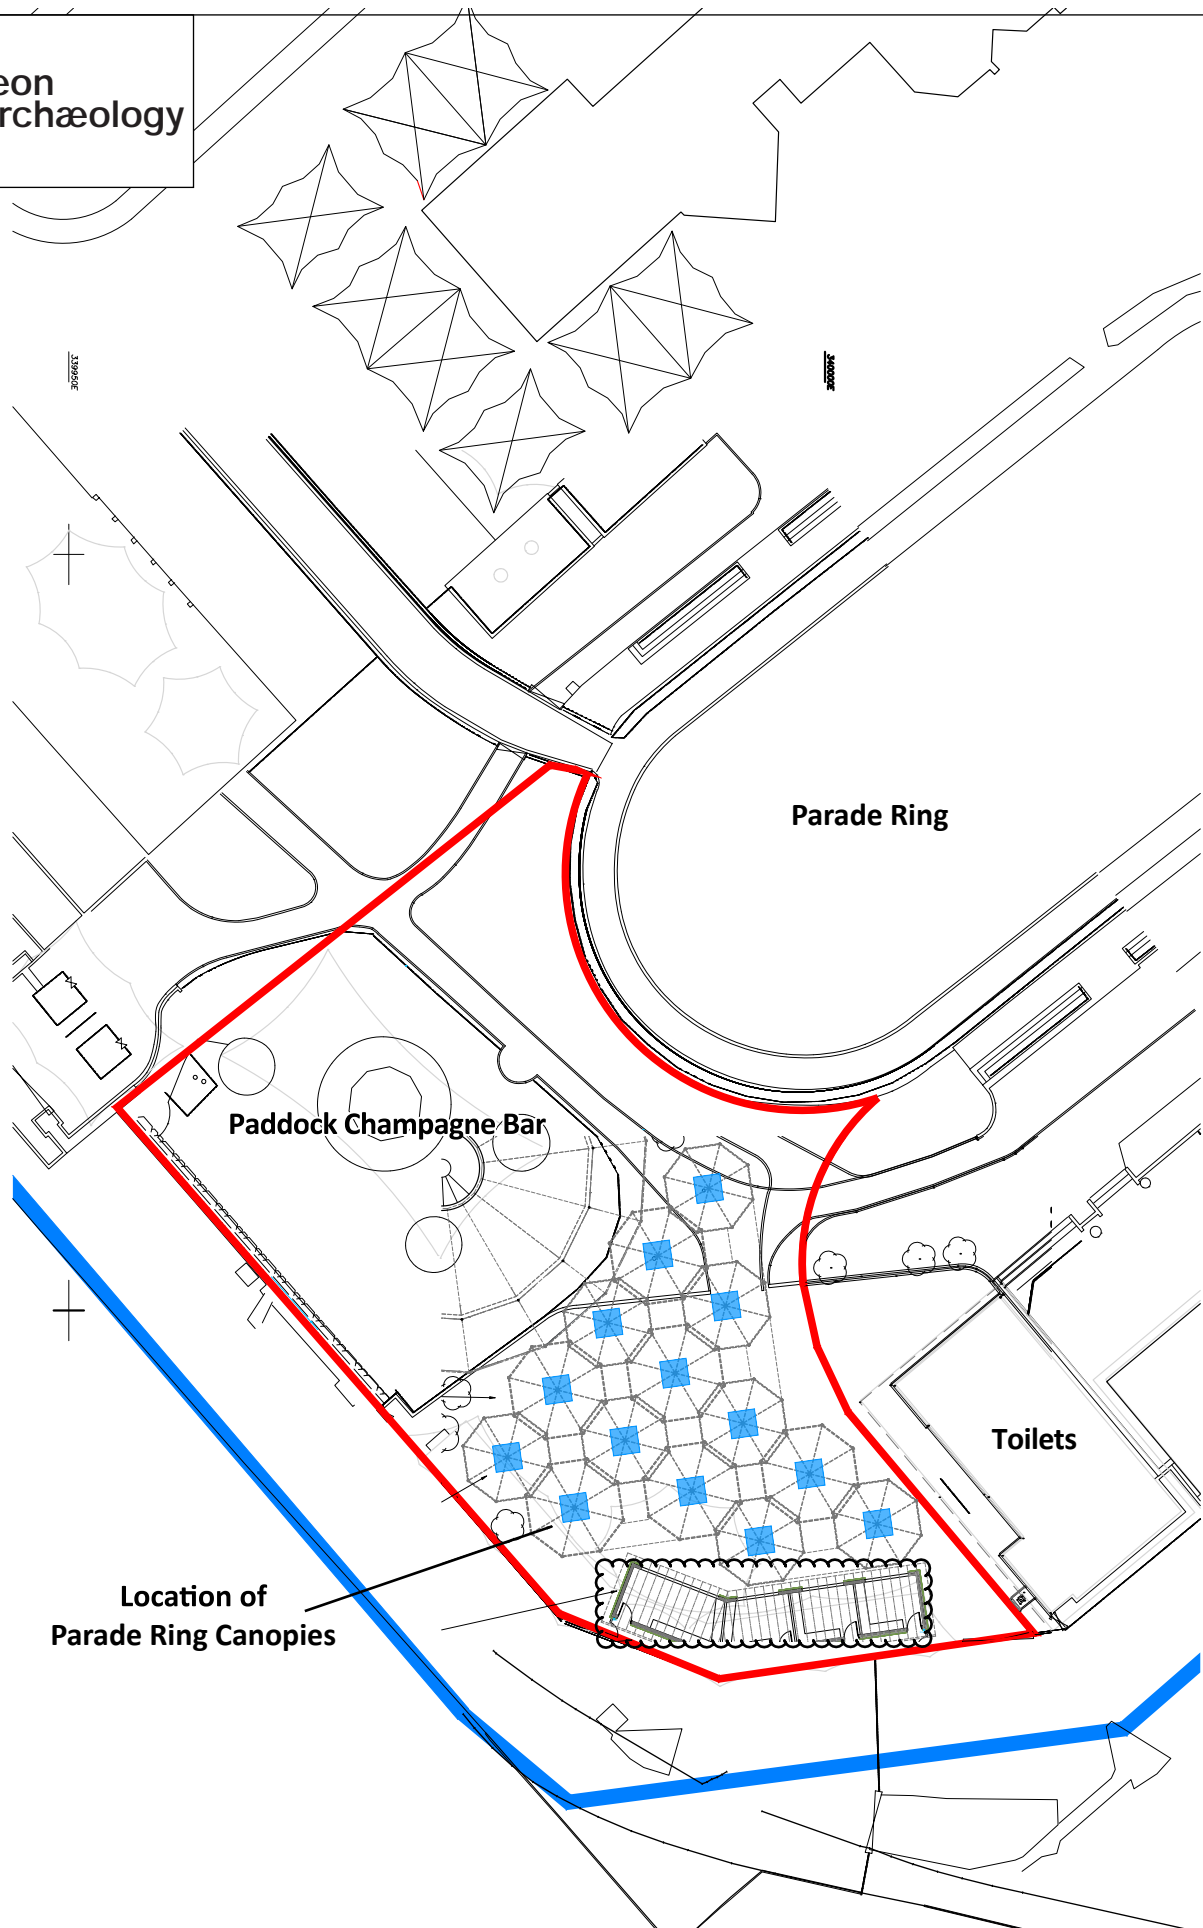 eon
rchæology
339950E
340000E
Parade Ring
Paddock Champagne Bar
Toilets
Location of
Parade Ring Canopies